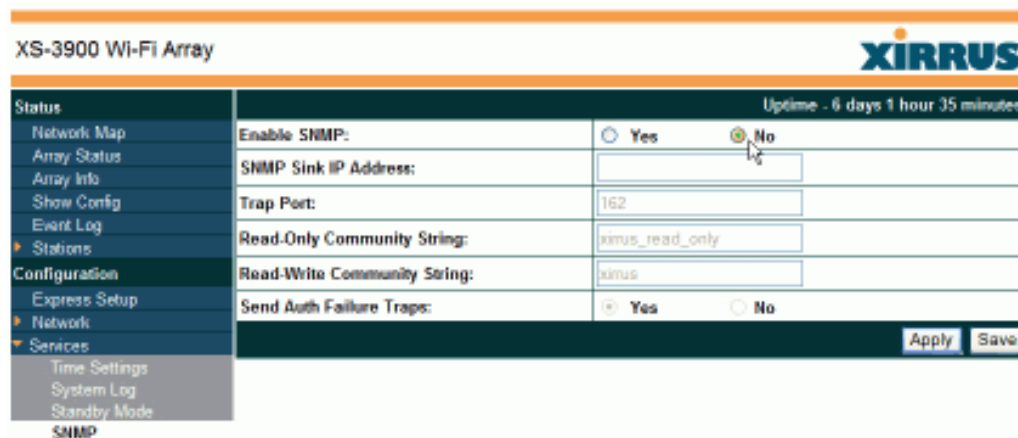 XS-3900 Wi-Fi Array
XIRRUS
Status
Uptime - 6 days 1 hour 35 minutes
Network Map
Array Status
Array Info
Show Config
Event Log
Stations
Configuration
Express Setup
Network
Services
Time Settings
System Log
Standby Mode
SNMP
Enable SNMP: Yes No
SNMP Sink IP Address:
Trap Port: 162
Read-Only Community String: xirrus_read_only
Read-Write Community String: xirrus
Send Auth Failure Traps: Yes No
Apply Save